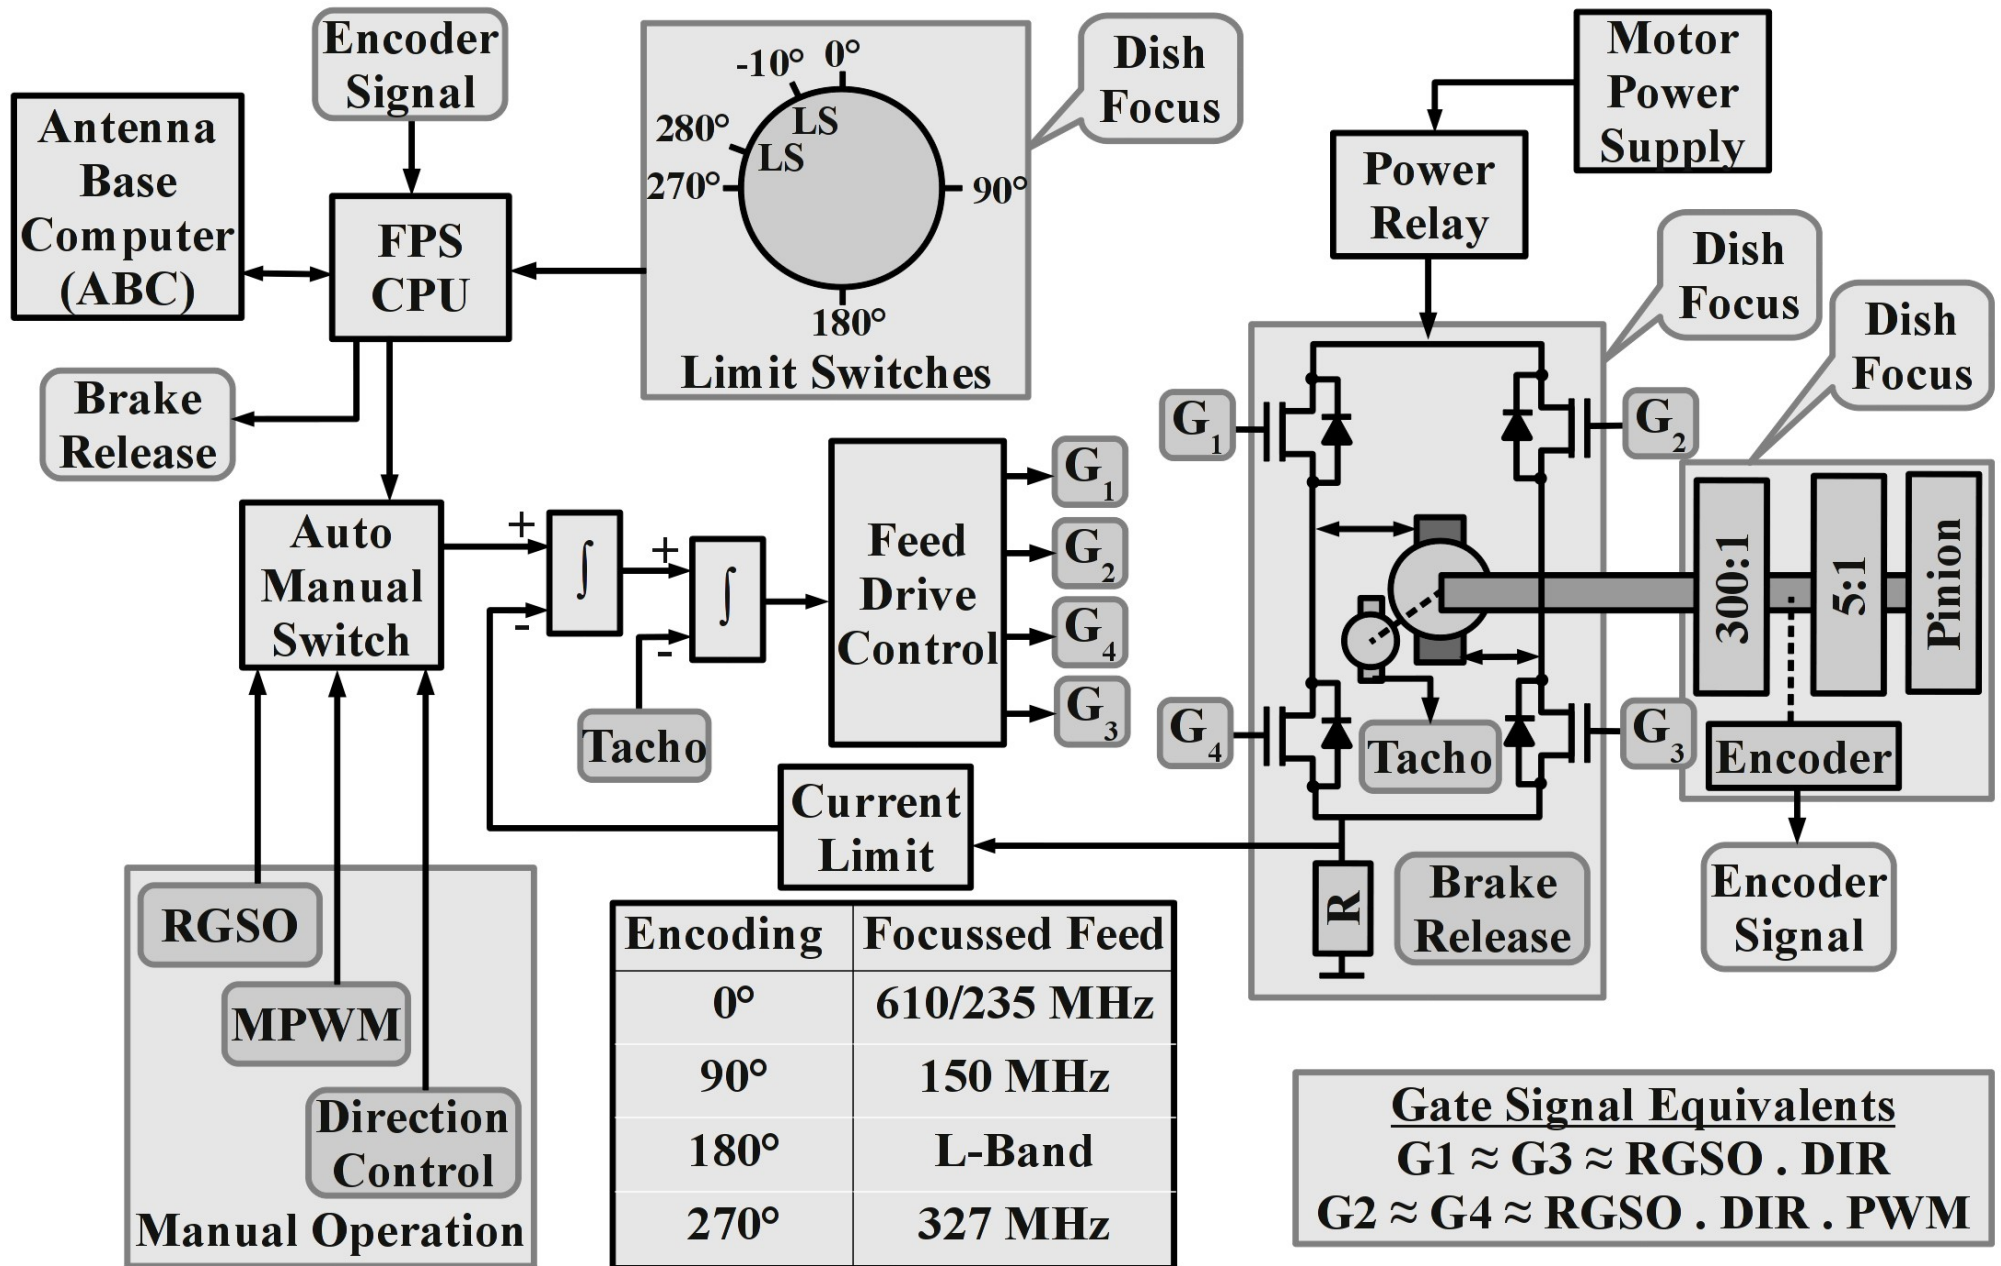 Encoder
Signal
Antenna
Base
Computer
(ABC)
FPS
CPU
Brake
Release
0°
-10°
LS
280°
LS
270°
90°
180°
Limit Switches
Dish
Focus
Motor
Power
Supply
Power
Relay
Dish
Focus
Dish
Focus
Auto
Manual
Switch
+
-
∫
+
-
∫
Tacho
Feed
Drive
Control
G1
G2
G4
G3
Current
Limit
G1
G2
G4
G3
Tacho
R
Brake
Release
300:1
5:1
Pinion
Encoder
Encoder
Signal
RGSO
MPWM
Direction
Control
Manual Operation
Encoding Focussed Feed
0° 610/235 MHz
90° 150 MHz
180° L-Band
270° 327 MHz
Gate Signal Equivalents
G1 ≈ G3 ≈ RGSO . DIR
G2 ≈ G4 ≈ RGSO . DIR . PWM